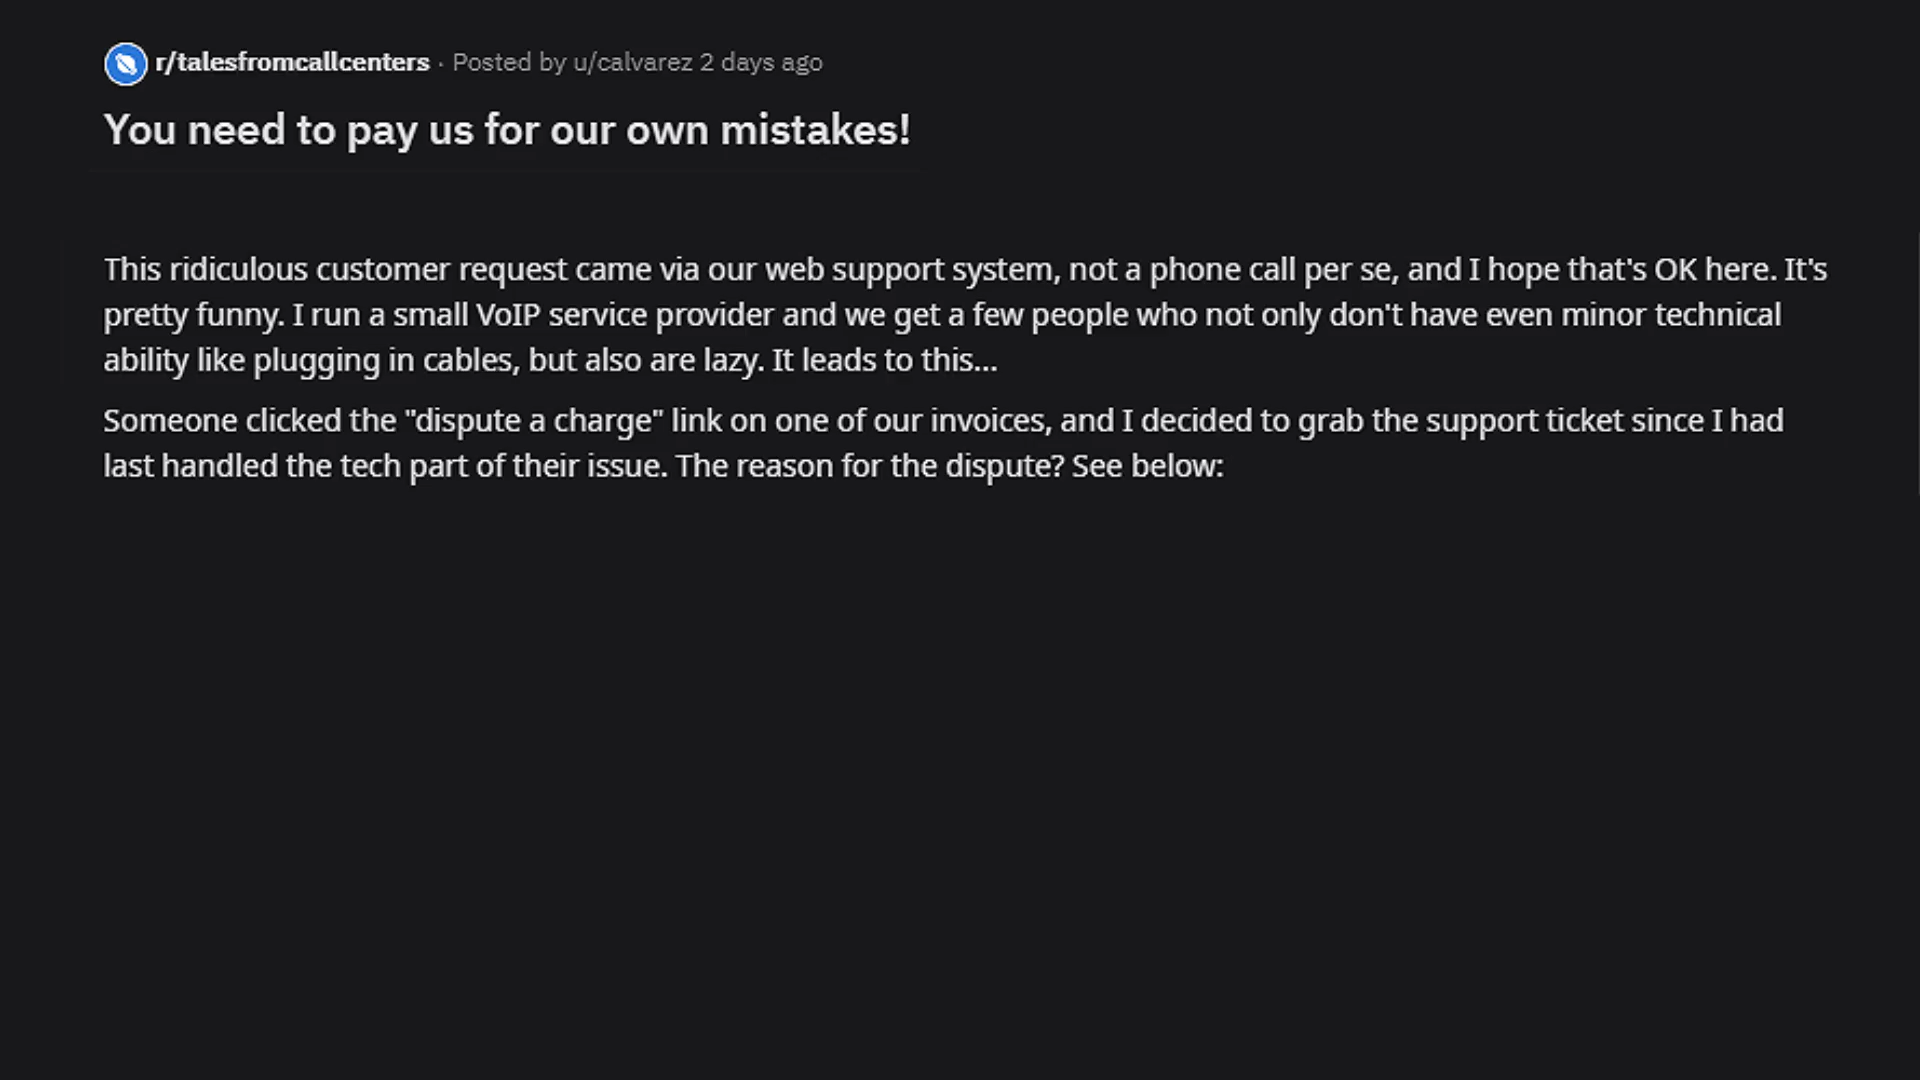 r/talesfromcallcenters · Posted by u/calvarez 2 days ago
You need to pay us for our own mistakes!
This ridiculous customer request came via our web support system, not a phone call per se, and I hope that's OK here. It's
pretty funny. I run a small VoIP service provider and we get a few people who not only don't have even minor technical
ability like plugging in cables, but also are lazy. It leads to this...
Someone clicked the "dispute a charge" link on one of our invoices, and I decided to grab the support ticket since I had
last handled the tech part of their issue. The reason for the dispute? See below: